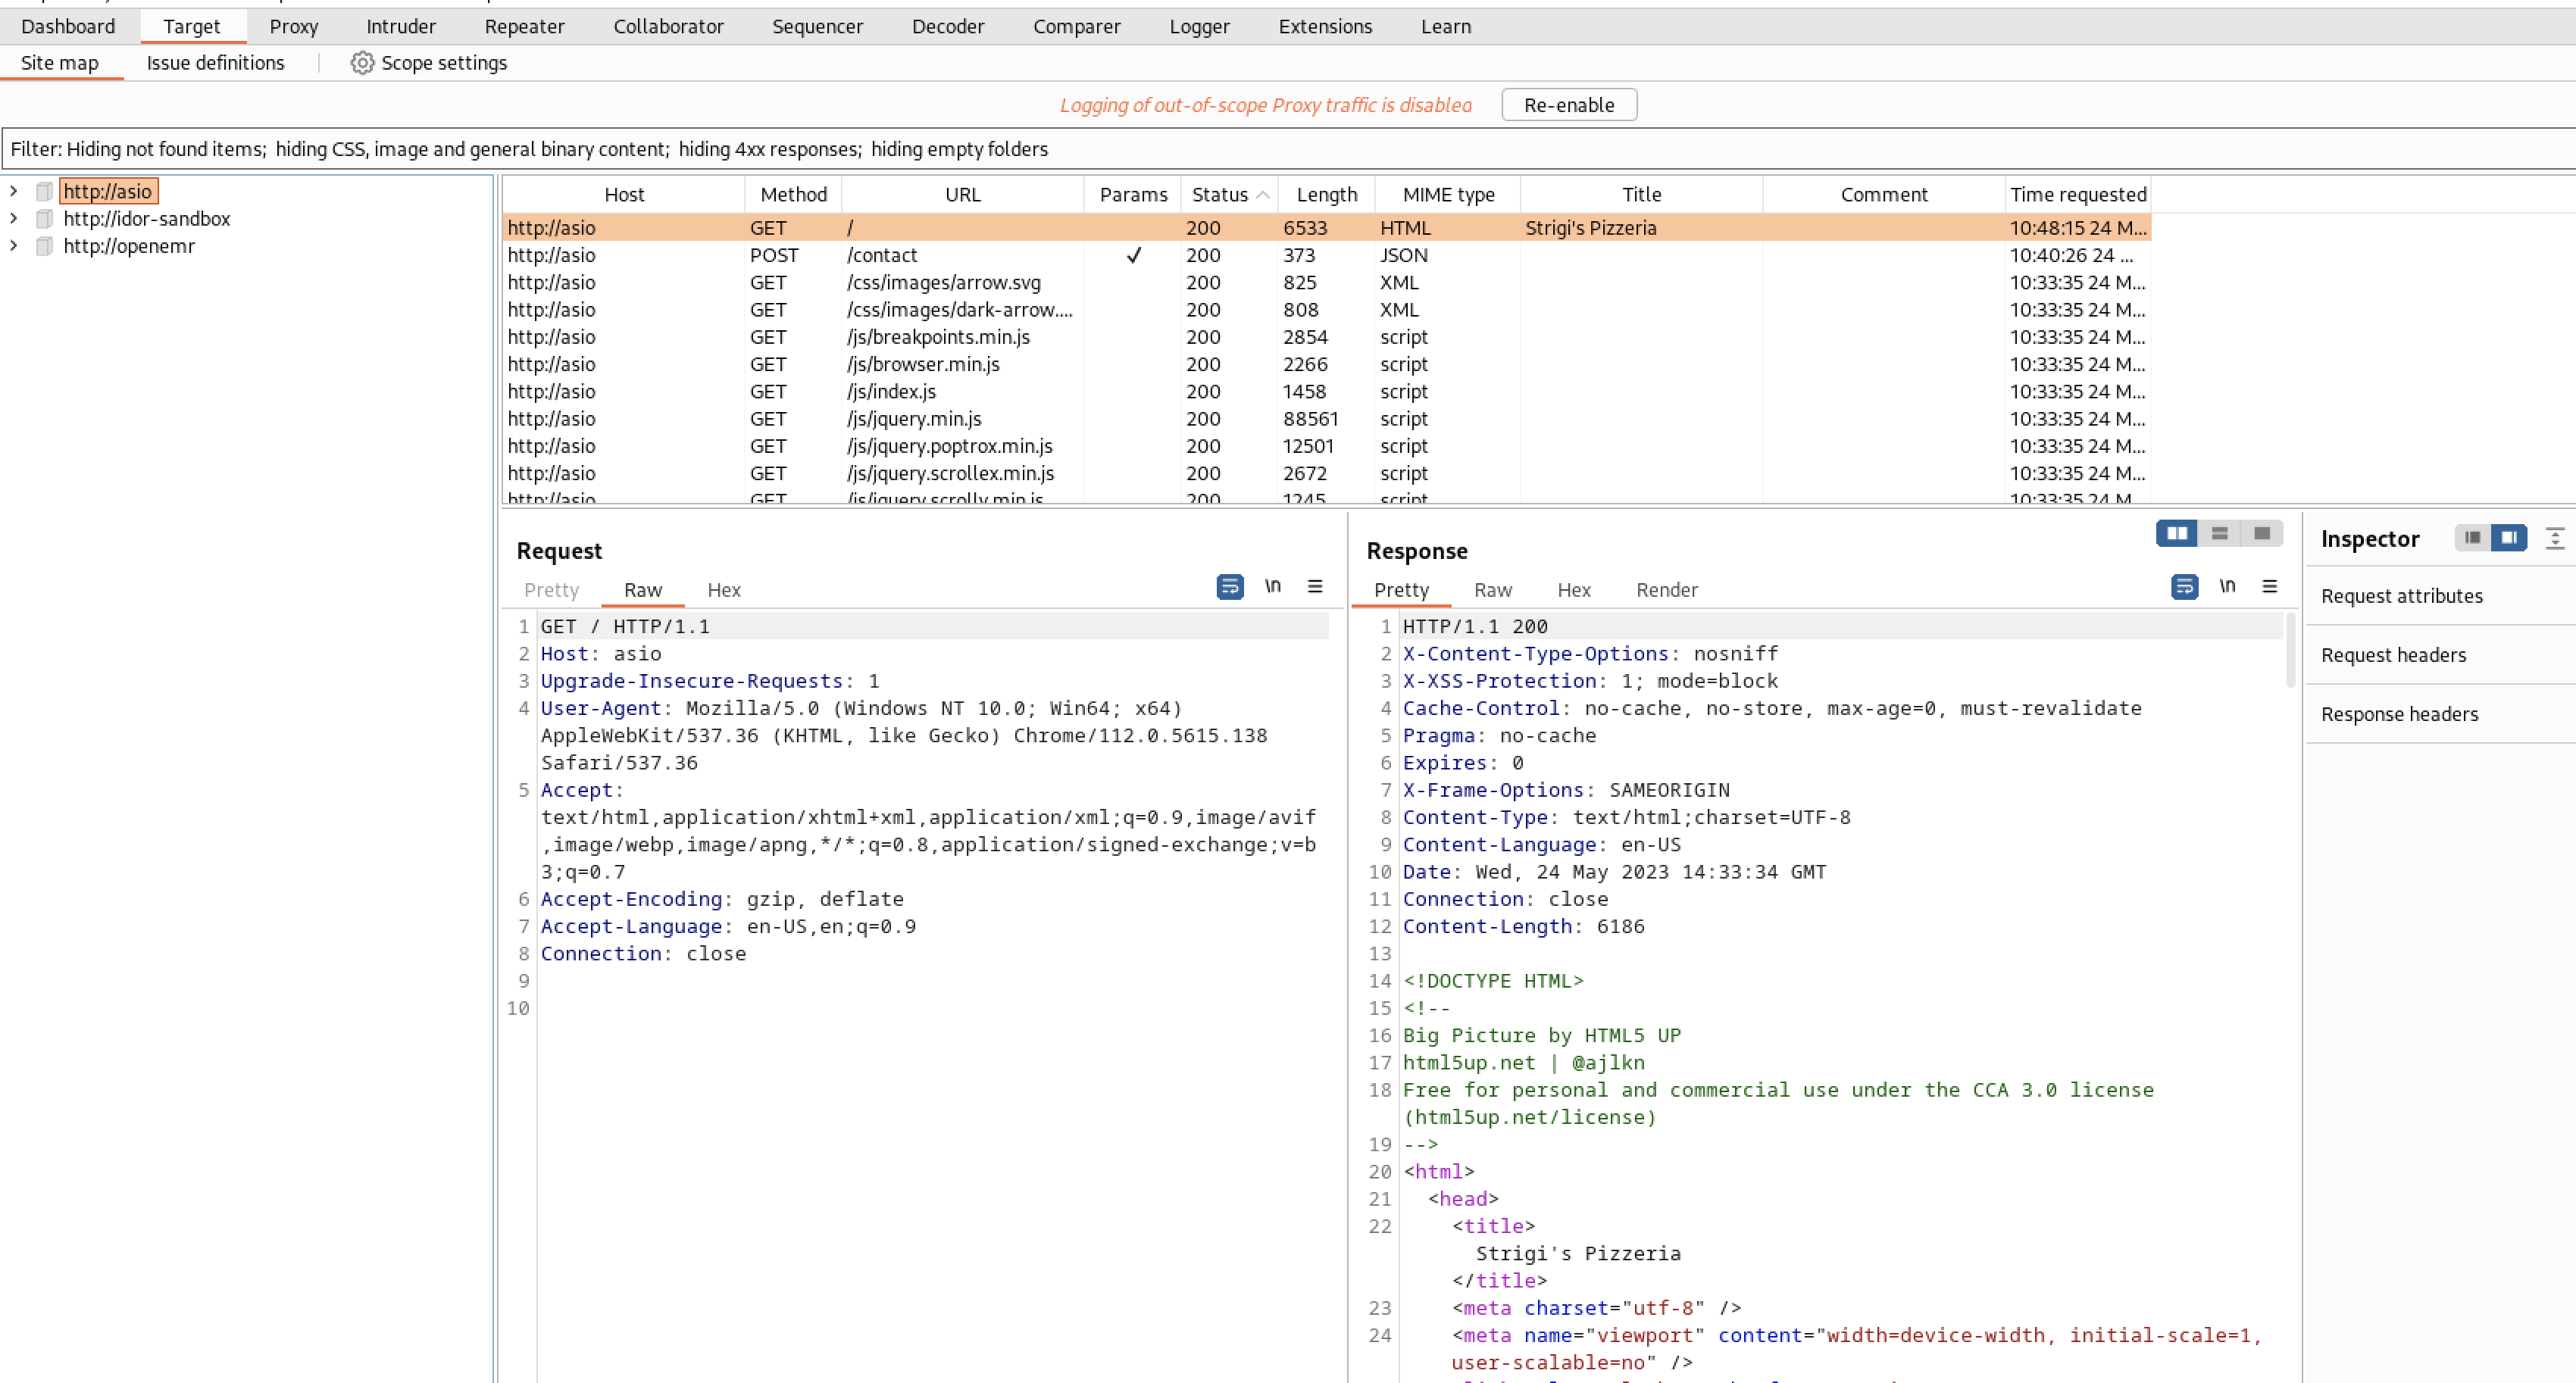 Dashboard Target Proxy Intruder Repeater Collaborator Sequencer Decoder Comparer Logger Extensions Learn
Site map Issue definitions Scope settings
Logging of out-of-scope Proxy traffic is disabled Re-enable
Filter: Hiding not found items; hiding CSS, image and general binary content; hiding 4xx responses; hiding empty folders
http://asio
http://idor-sandbox
http://openemr
Host Method URL Params Status Length MIME type Title Comment Time requested
http://asio GET / 200 6533 HTML Strigi's Pizzeria 10:48:15 24 M...
http://asio POST /contact ✓ 200 373 JSON 10:40:26 24 ...
http://asio GET /css/images/arrow.svg 200 825 XML 10:33:35 24 M...
http://asio GET /css/images/dark-arrow.... 200 808 XML 10:33:35 24 M...
http://asio GET /js/breakpoints.min.js 200 2854 script 10:33:35 24 M...
http://asio GET /js/browser.min.js 200 2266 script 10:33:35 24 M...
http://asio GET /js/index.js 200 1458 script 10:33:35 24 M...
http://asio GET /js/jquery.min.js 200 88561 script 10:33:35 24 M...
http://asio GET /js/jquery.poptrox.min.js 200 12501 script 10:33:35 24 M...
http://asio GET /js/jquery.scrollex.min.js 200 2672 script 10:33:35 24 M...
http://asio GET /js/jquery.scrolly.min.js 200 1245 script 10:33:35 24 M
Request
Pretty Raw Hex \n
1 GET / HTTP/1.1
2 Host: asio
3 Upgrade-Insecure-Requests: 1
4 User-Agent: Mozilla/5.0 (Windows NT 10.0; Win64; x64)
AppleWebKit/537.36 (KHTML, like Gecko) Chrome/112.0.5615.138
Safari/537.36
5 Accept:
text/html,application/xhtml+xml,application/xml;q=0.9,image/avif
,image/webp,image/apng,*/*;q=0.8,application/signed-exchange;v=b
3;q=0.7
6 Accept-Encoding: gzip, deflate
7 Accept-Language: en-US,en;q=0.9
8 Connection: close
9
10
Response
Pretty Raw Hex Render \n
1 HTTP/1.1 200
2 X-Content-Type-Options: nosniff
3 X-XSS-Protection: 1; mode=block
4 Cache-Control: no-cache, no-store, max-age=0, must-revalidate
5 Pragma: no-cache
6 Expires: 0
7 X-Frame-Options: SAMEORIGIN
8 Content-Type: text/html;charset=UTF-8
9 Content-Language: en-US
10 Date: Wed, 24 May 2023 14:33:34 GMT
11 Connection: close
12 Content-Length: 6186
13
14 <!DOCTYPE HTML>
15 <!--
16 Big Picture by HTML5 UP
17 html5up.net | @ajlkn
18 Free for personal and commercial use under the CCA 3.0 license
(html5up.net/license)
19 -->
20 <html>
21 <head>
22 <title>
Strigi's Pizzeria
</title>
23 <meta charset="utf-8" />
24 <meta name="viewport" content="width=device-width, initial-scale=1,
user-scalable=no" />
Inspector
Request attributes
Request headers
Response headers